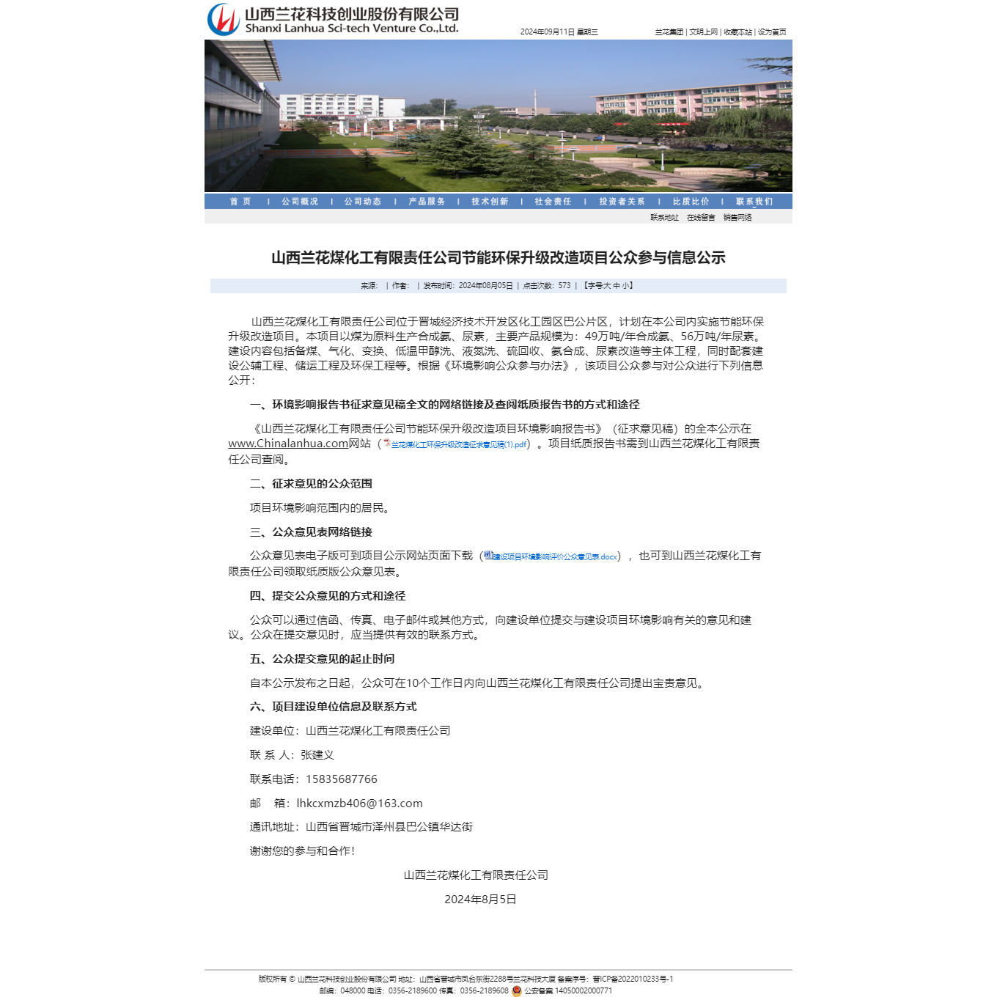 山西兰花科技创业股份有限公司
Shanxi Lanhua Sci-tech Venture Co.,Ltd.
2024年09月11日 星期三
兰花集团 | 文明上网 | 收藏本站 | 设为首页
首 页 | 公司概况 | 公司动态 | 产品服务 | 技术创新 | 社会责任 | 投资者关系 | 比质比价 | 联系我们
联系地址 在线留言 销售网络
山西兰花煤化工有限责任公司节能环保升级改造项目公众参与信息公示
来源： | 作者： | 发布时间：2024年08月05日 | 点击次数：573 | 【字号:大 中 小】
山西兰花煤化工有限责任公司位于晋城经济技术开发区化工园区巴公片区，计划在本公司内实施节能环保
升级改造项目。本项目以煤为原料生产合成氨、尿素，主要产品规模为：49万吨/年合成氨、56万吨/年尿素。
建设内容包括备煤、气化、变换、低温甲醇洗、液氮洗、硫回收、氨合成、尿素改造等主体工程，同时配套建
设公辅工程、储运工程及环保工程等。根据《环境影响公众参与办法》，该项目公众参与对公众进行下列信息
公开：
一、环境影响报告书征求意见稿全文的网络链接及查阅纸质报告书的方式和途径
《山西兰花煤化工有限责任公司节能环保升级改造项目环境影响报告书》（征求意见稿）的全本公示在
www.Chinalanhua.com网站（兰花煤化工环保升级改造征求意见稿(1).pdf）。项目纸质报告书需到山西兰花煤化工有限责
任公司查阅。
二、征求意见的公众范围
项目环境影响范围内的居民。
三、公众意见表网络链接
公众意见表电子版可到项目公示网站页面下载（建设项目环境影响评价公众意见表.docx），也可到山西兰花煤化工有
限责任公司领取纸质版公众意见表。
四、提交公众意见的方式和途径
公众可以通过信函、传真、电子邮件或其他方式，向建设单位提交与建设项目环境影响有关的意见和建
议。公众在提交意见时，应当提供有效的联系方式。
五、公众提交意见的起止时间
自本公示发布之日起，公众可在10个工作日内向山西兰花煤化工有限责任公司提出宝贵意见。
六、项目建设单位信息及联系方式
建设单位：山西兰花煤化工有限责任公司
联 系 人：张建义
联系电话：15835687766
邮 箱：lhkcxmzb406@163.com
通讯地址：山西省晋城市泽州县巴公镇华达街
谢谢您的参与和合作！
山西兰花煤化工有限责任公司
2024年8月5日
版权所有 © 山西兰花科技创业股份有限公司 地址：山西省晋城市凤台东街2288号兰花科技大厦 备案序号：晋ICP备2022010233号-1
邮编：048000 电话：0356-2189600 传真：0356-2189608 公安备案 14050002000771